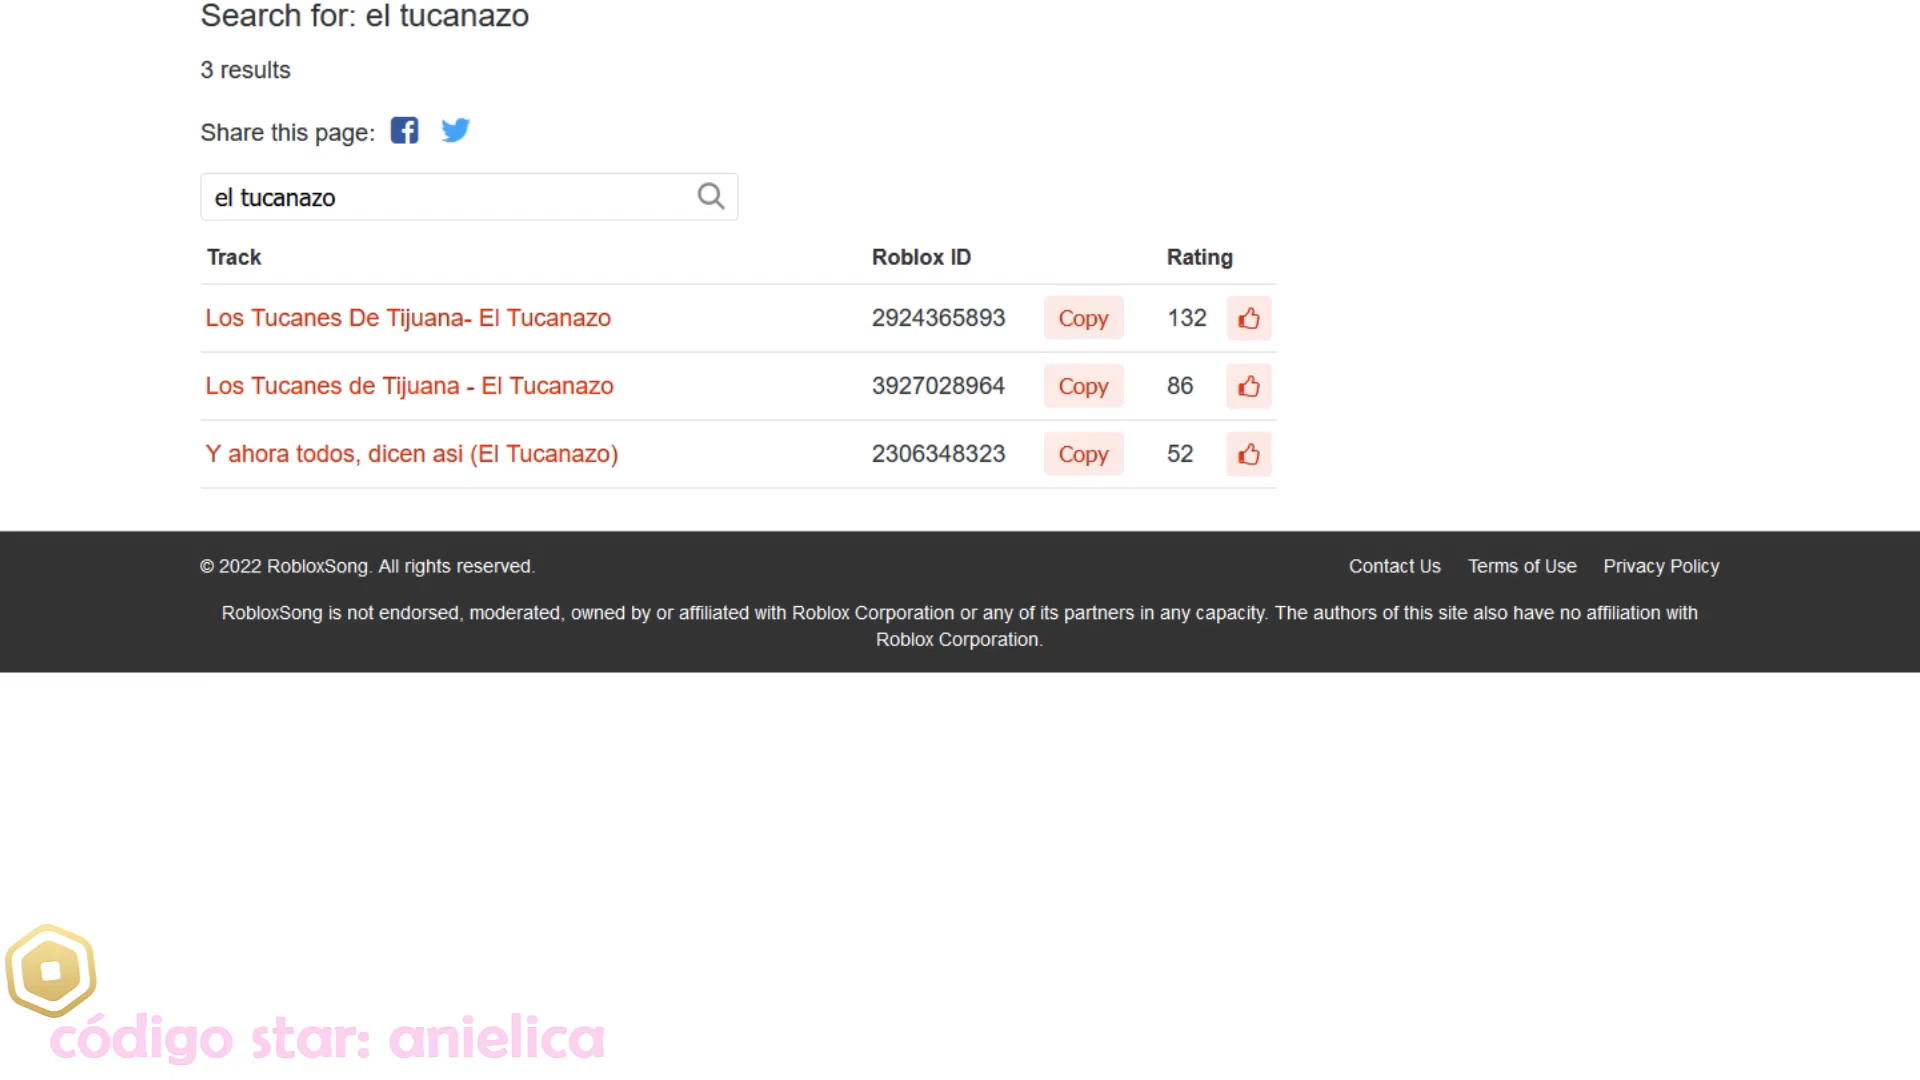 Search for: el tucanazo
3 results
Share this page:
el tucanazo
Track Roblox ID Rating
Los Tucanes De Tijuana- El Tucanazo 2924365893 Copy 132
Los Tucanes de Tijuana - El Tucanazo 3927028964 Copy 86
Y ahora todos, dicen asi (El Tucanazo) 2306348323 Copy 52
© 2022 RobloxSong. All rights reserved. Contact Us Terms of Use Privacy Policy
RobloxSong is not endorsed, moderated, owned by or affiliated with Roblox Corporation or any of its partners in any capacity. The authors of this site also have no affiliation with
Roblox Corporation.
código star: anielica